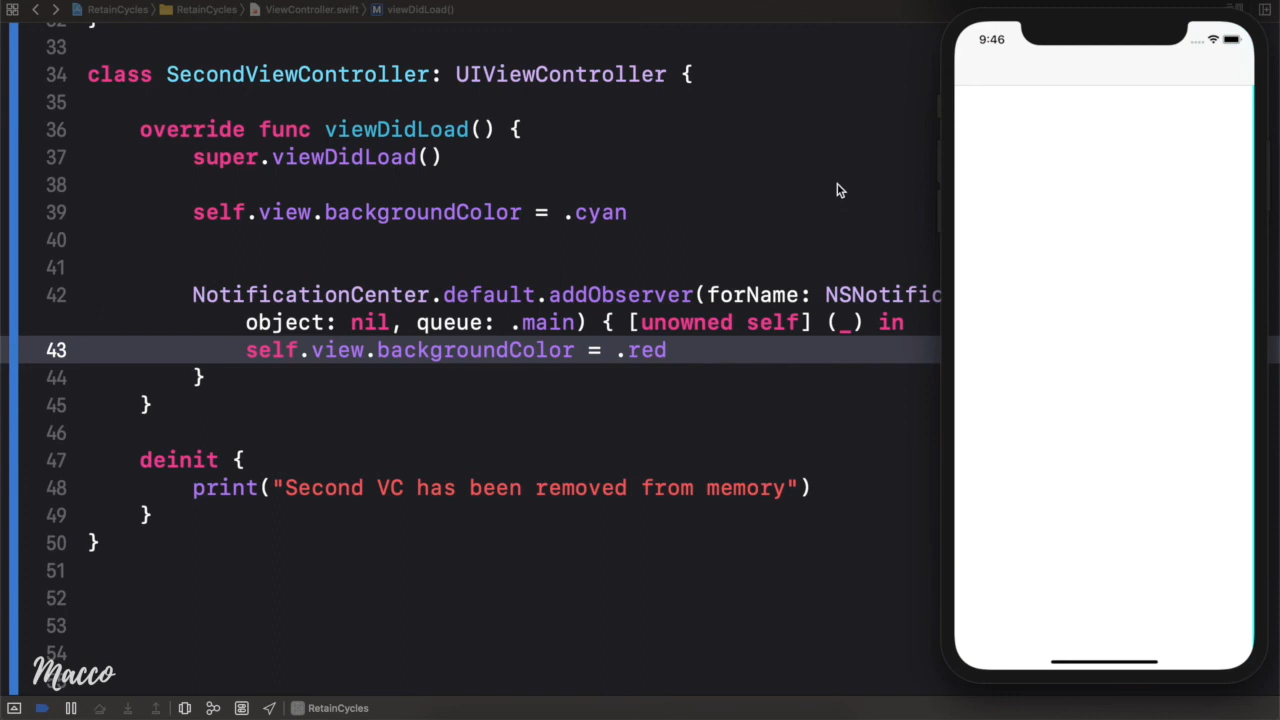 RetainCycles RetainCycles ViewController.swift M viewDidLoad()
9:46
33
34 class SecondViewController: UIViewController {
35
36 override func viewDidLoad() {
37 super.viewDidLoad()
38
39 self.view.backgroundColor = .cyan
40
41
42 NotificationCenter.default.addObserver(forName: NSNotific
object: nil, queue: .main) { [unowned self] (_) in
43 self.view.backgroundColor = .red
44 }
45 }
46
47 deinit {
48 print("Second VC has been removed from memory")
49 }
50 }
51
52
53
54
Macco
RetainCycles